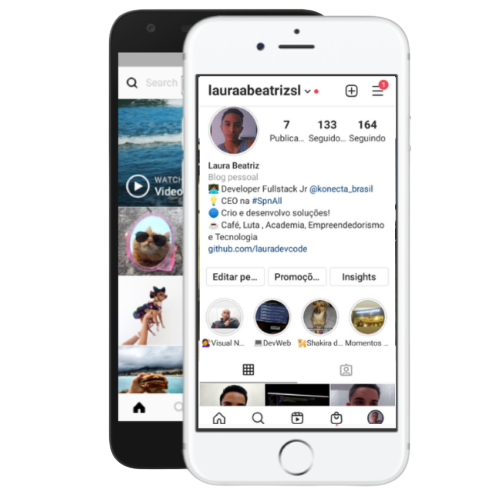 Search
WATCH
Video
lauraabeatrizsl
1
7 133 164
Publica... Seguido... Seguindo
Laura Beatriz
Blog pessoal
Developer Fullstack Jr @konecta_brasil
CEO na #SpnAll
Crio e desenvolvo soluções!
Café, Luta , Academia, Empreendedorismo
e Tecnologia
github.com/lauradevcode
Editar pe... Promoçõ... Insights
Visual N... DevWeb Shakira d... Momentos ...